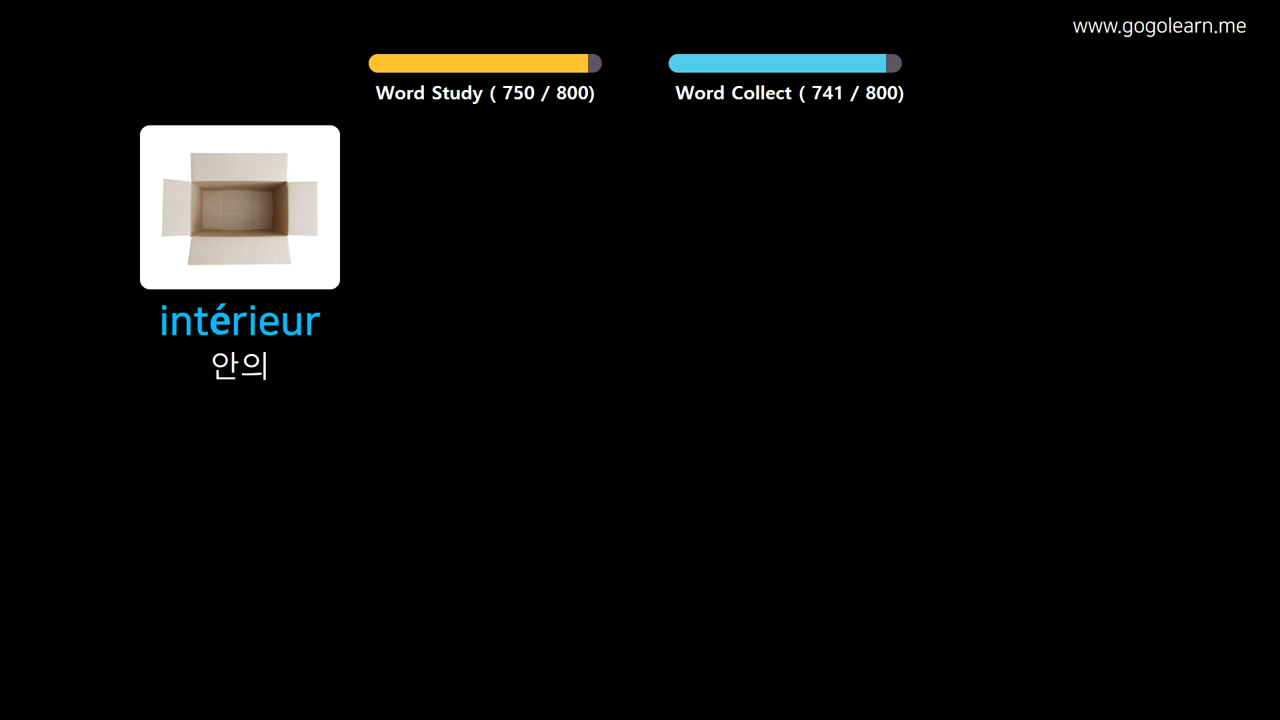 www.gogolearn.me
Word Study ( 750 / 800)
Word Collect ( 741 / 800)
intérieur
안의